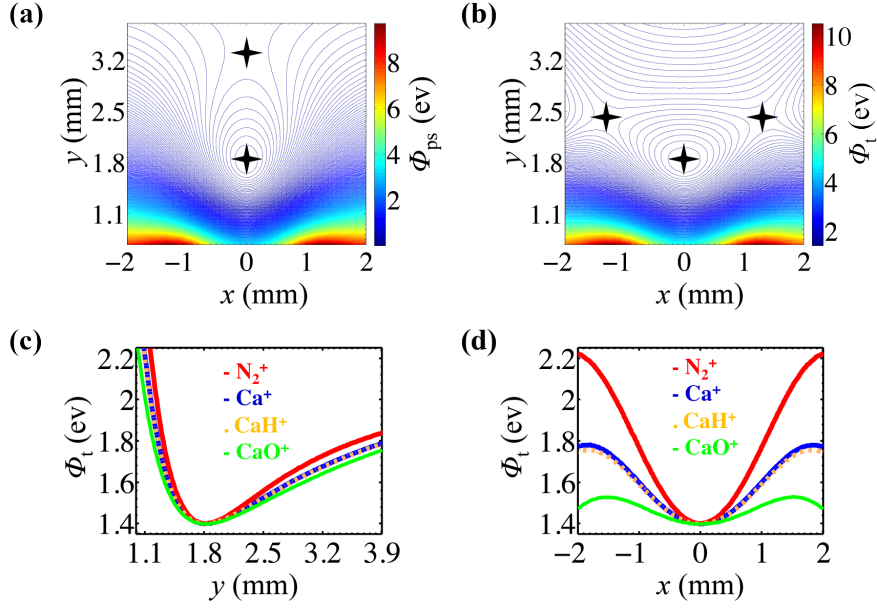 (a)
y (mm)
3.2
2.5
1.8
1.1
−2
−1
0
1
2
x (mm)
8
6
4
2
Φps (ev)
(b)
y (mm)
3.2
2.5
1.8
1.1
−2
−1
0
1
2
x (mm)
10
8
6
4
2
Φt (ev)
(c)
Φt (ev)
2.2
2
1.8
1.6
1.4
- N2+
- Ca+
. CaH+
- CaO+
1.1
1.8
2.5
3.2
3.9
y (mm)
(d)
Φt (ev)
2.2
2
1.8
1.6
1.4
- N2+
- Ca+
. CaH+
- CaO+
−2
−1
0
1
2
x (mm)